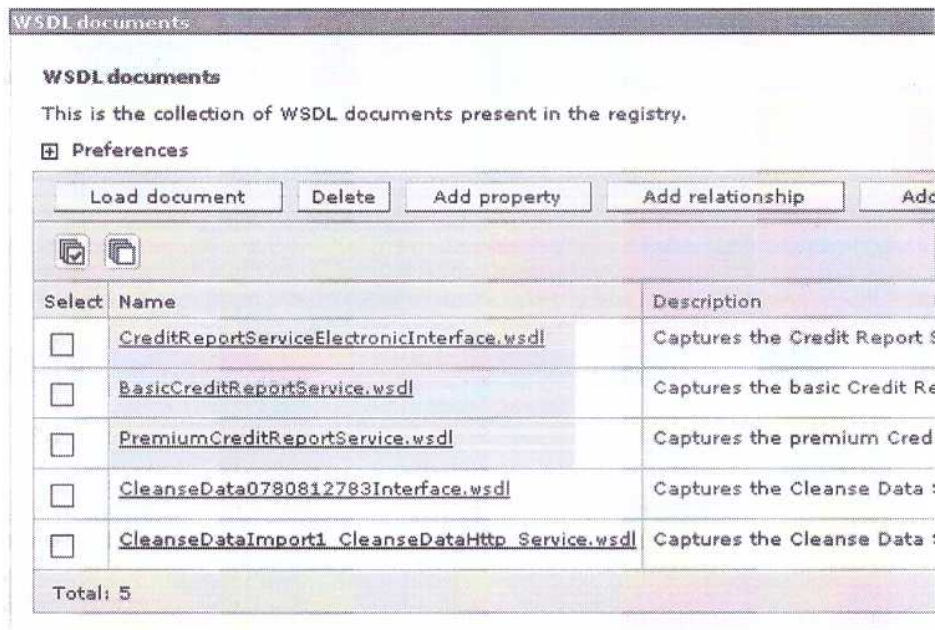 WSDL documents
WSDL documents
This is the collection of WSDL documents present in the registry.
Preferences
Load document Delete Add property Add relationship Add
Select Name Description
CreditReportServiceElectronicInterface.wsdl Captures the Credit Report
BasicCreditReportService.wsdl Captures the basic Credit Re
PremiumCreditReportService.wsdl Captures the premium Cred
CleanseData0780812783Interface.wsdl Captures the Cleanse Data
CleanseDataImport1_CleanseDataHttp_Service.wsdl Captures the Cleanse Data
Total: 5